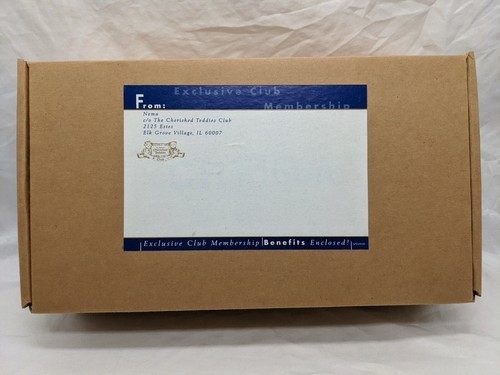 Exclusive Club
Membership
From:
Nema
c/o The Cherished Teddies Club
2125 Estes
Elk Grove Village, IL 60007
Exclusive Club Membership Benefits Enclosed!